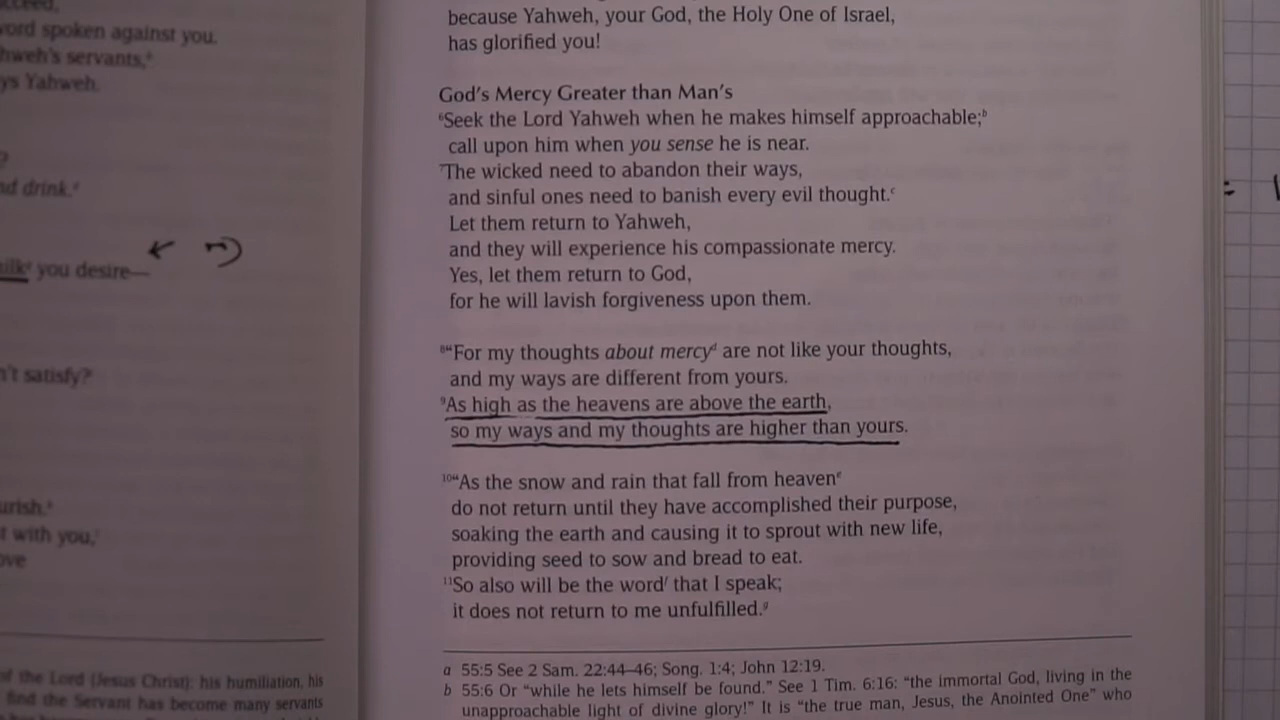 word spoken against you.
servants,
Yahweh.
?
drink.
you desire—
satisfy?
with you,
of the Lord (Jesus Christ): his humiliation, his
find the Servant has become many servants
because Yahweh, your God, the Holy One of Israel,
has glorified you!
God's Mercy Greater than Man's
6Seek the Lord Yahweh when he makes himself approachable;b
call upon him when you sense he is near.
7The wicked need to abandon their ways,
and sinful ones need to banish every evil thought.c
Let them return to Yahweh,
and they will experience his compassionate mercy.
Yes, let them return to God,
for he will lavish forgiveness upon them.
8“For my thoughts about mercyd are not like your thoughts,
and my ways are different from yours.
9As high as the heavens are above the earth,
so my ways and my thoughts are higher than yours.
10“As the snow and rain that fall from heavene
do not return until they have accomplished their purpose,
soaking the earth and causing it to sprout with new life,
providing seed to sow and bread to eat.
11So also will be the wordf that I speak;
it does not return to me unfulfilled.g
a 55:5 See 2 Sam. 22:44–46; Song. 1:4; John 12:19.
b 55:6 Or “while he lets himself be found.” See 1 Tim. 6:16: “the immortal God, living in the
unapproachable light of divine glory!” It is “the true man, Jesus, the Anointed One” who